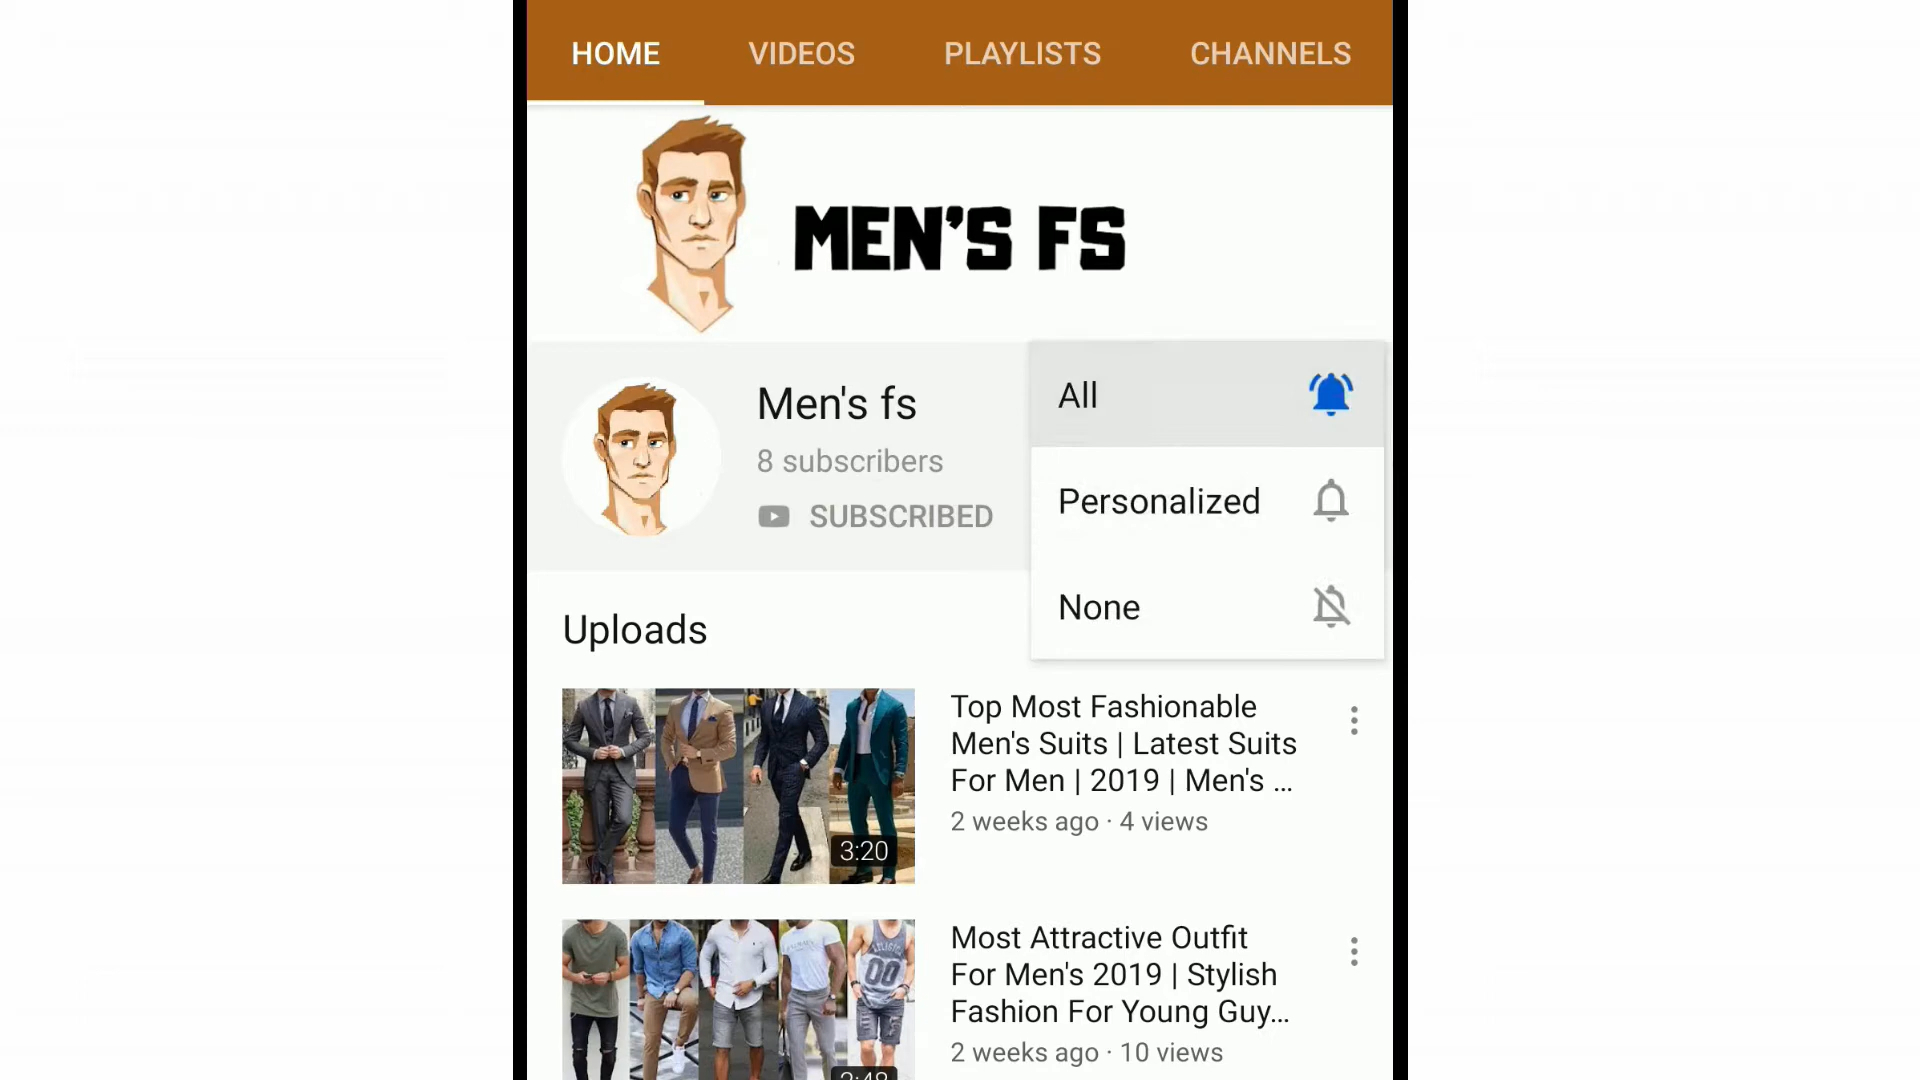 HOME VIDEOS PLAYLISTS CHANNELS
MEN'S FS
Men's fs
8 subscribers
SUBSCRIBED
All
Personalized
None
Uploads
3:20
Top Most Fashionable
Men's Suits | Latest Suits
For Men | 2019 | Men's ...
2 weeks ago · 4 views
00
Most Attractive Outfit
For Men's 2019 | Stylish
Fashion For Young Guy...
2 weeks ago · 10 views